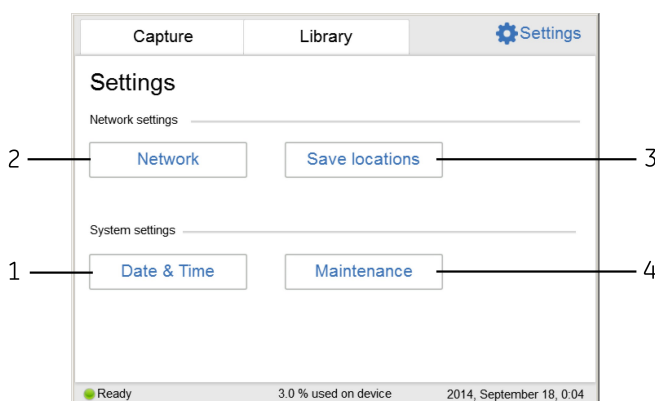 Capture Library Settings
Settings
Network settings
2 Network Save locations 3
System settings
1 Date & Time Maintenance 4
Ready 3.0 % used on device 2014, September 18, 0:04